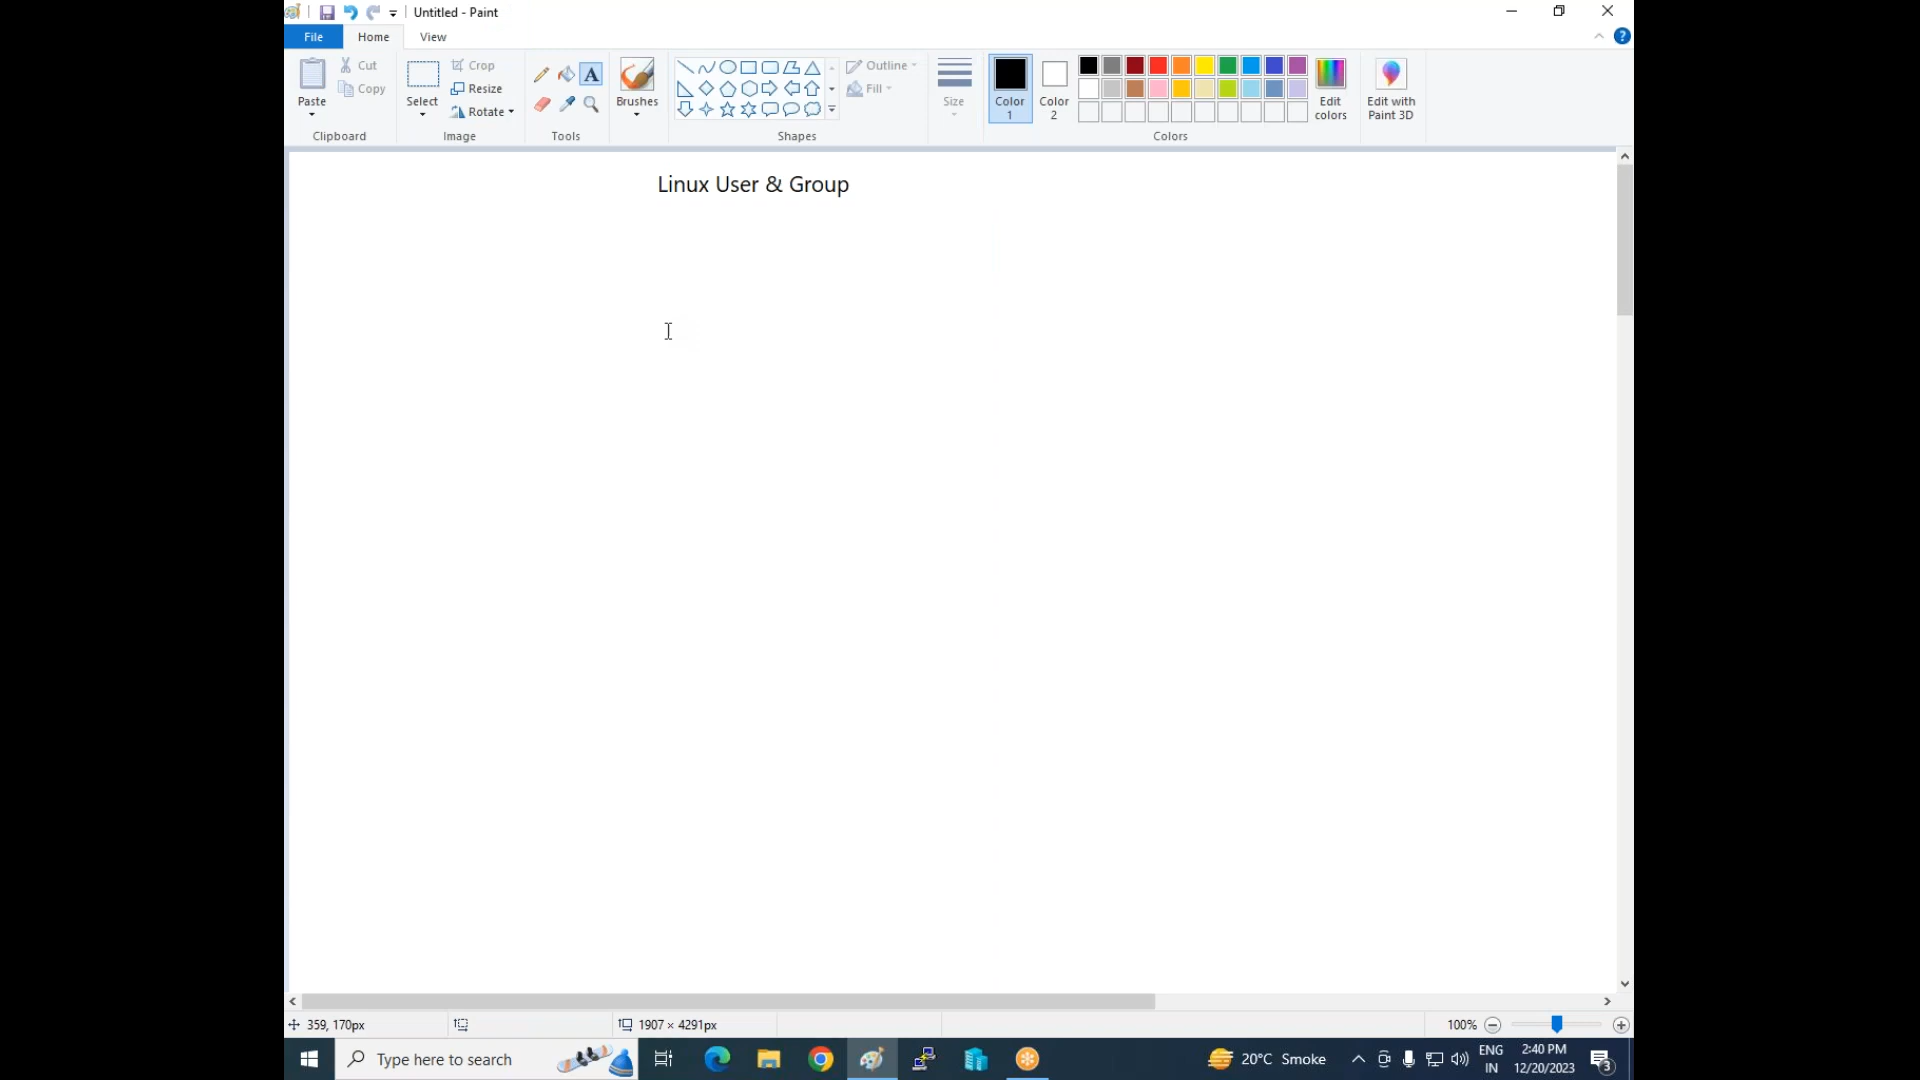 Untitled - Paint
File
Home
View
Paste
Cut
Copy
Clipboard
Select
Crop
Resize
Rotate
Image
A
Tools
Brushes
Shapes
Outline
Fill
Size
Color 1
Color 2
Colors
Edit colors
Edit with Paint 3D
Linux User & Group
359, 170px
1907 × 4291px
100%
Type here to search
20°C Smoke
ENG
IN
2:40 PM
12/20/2023
3